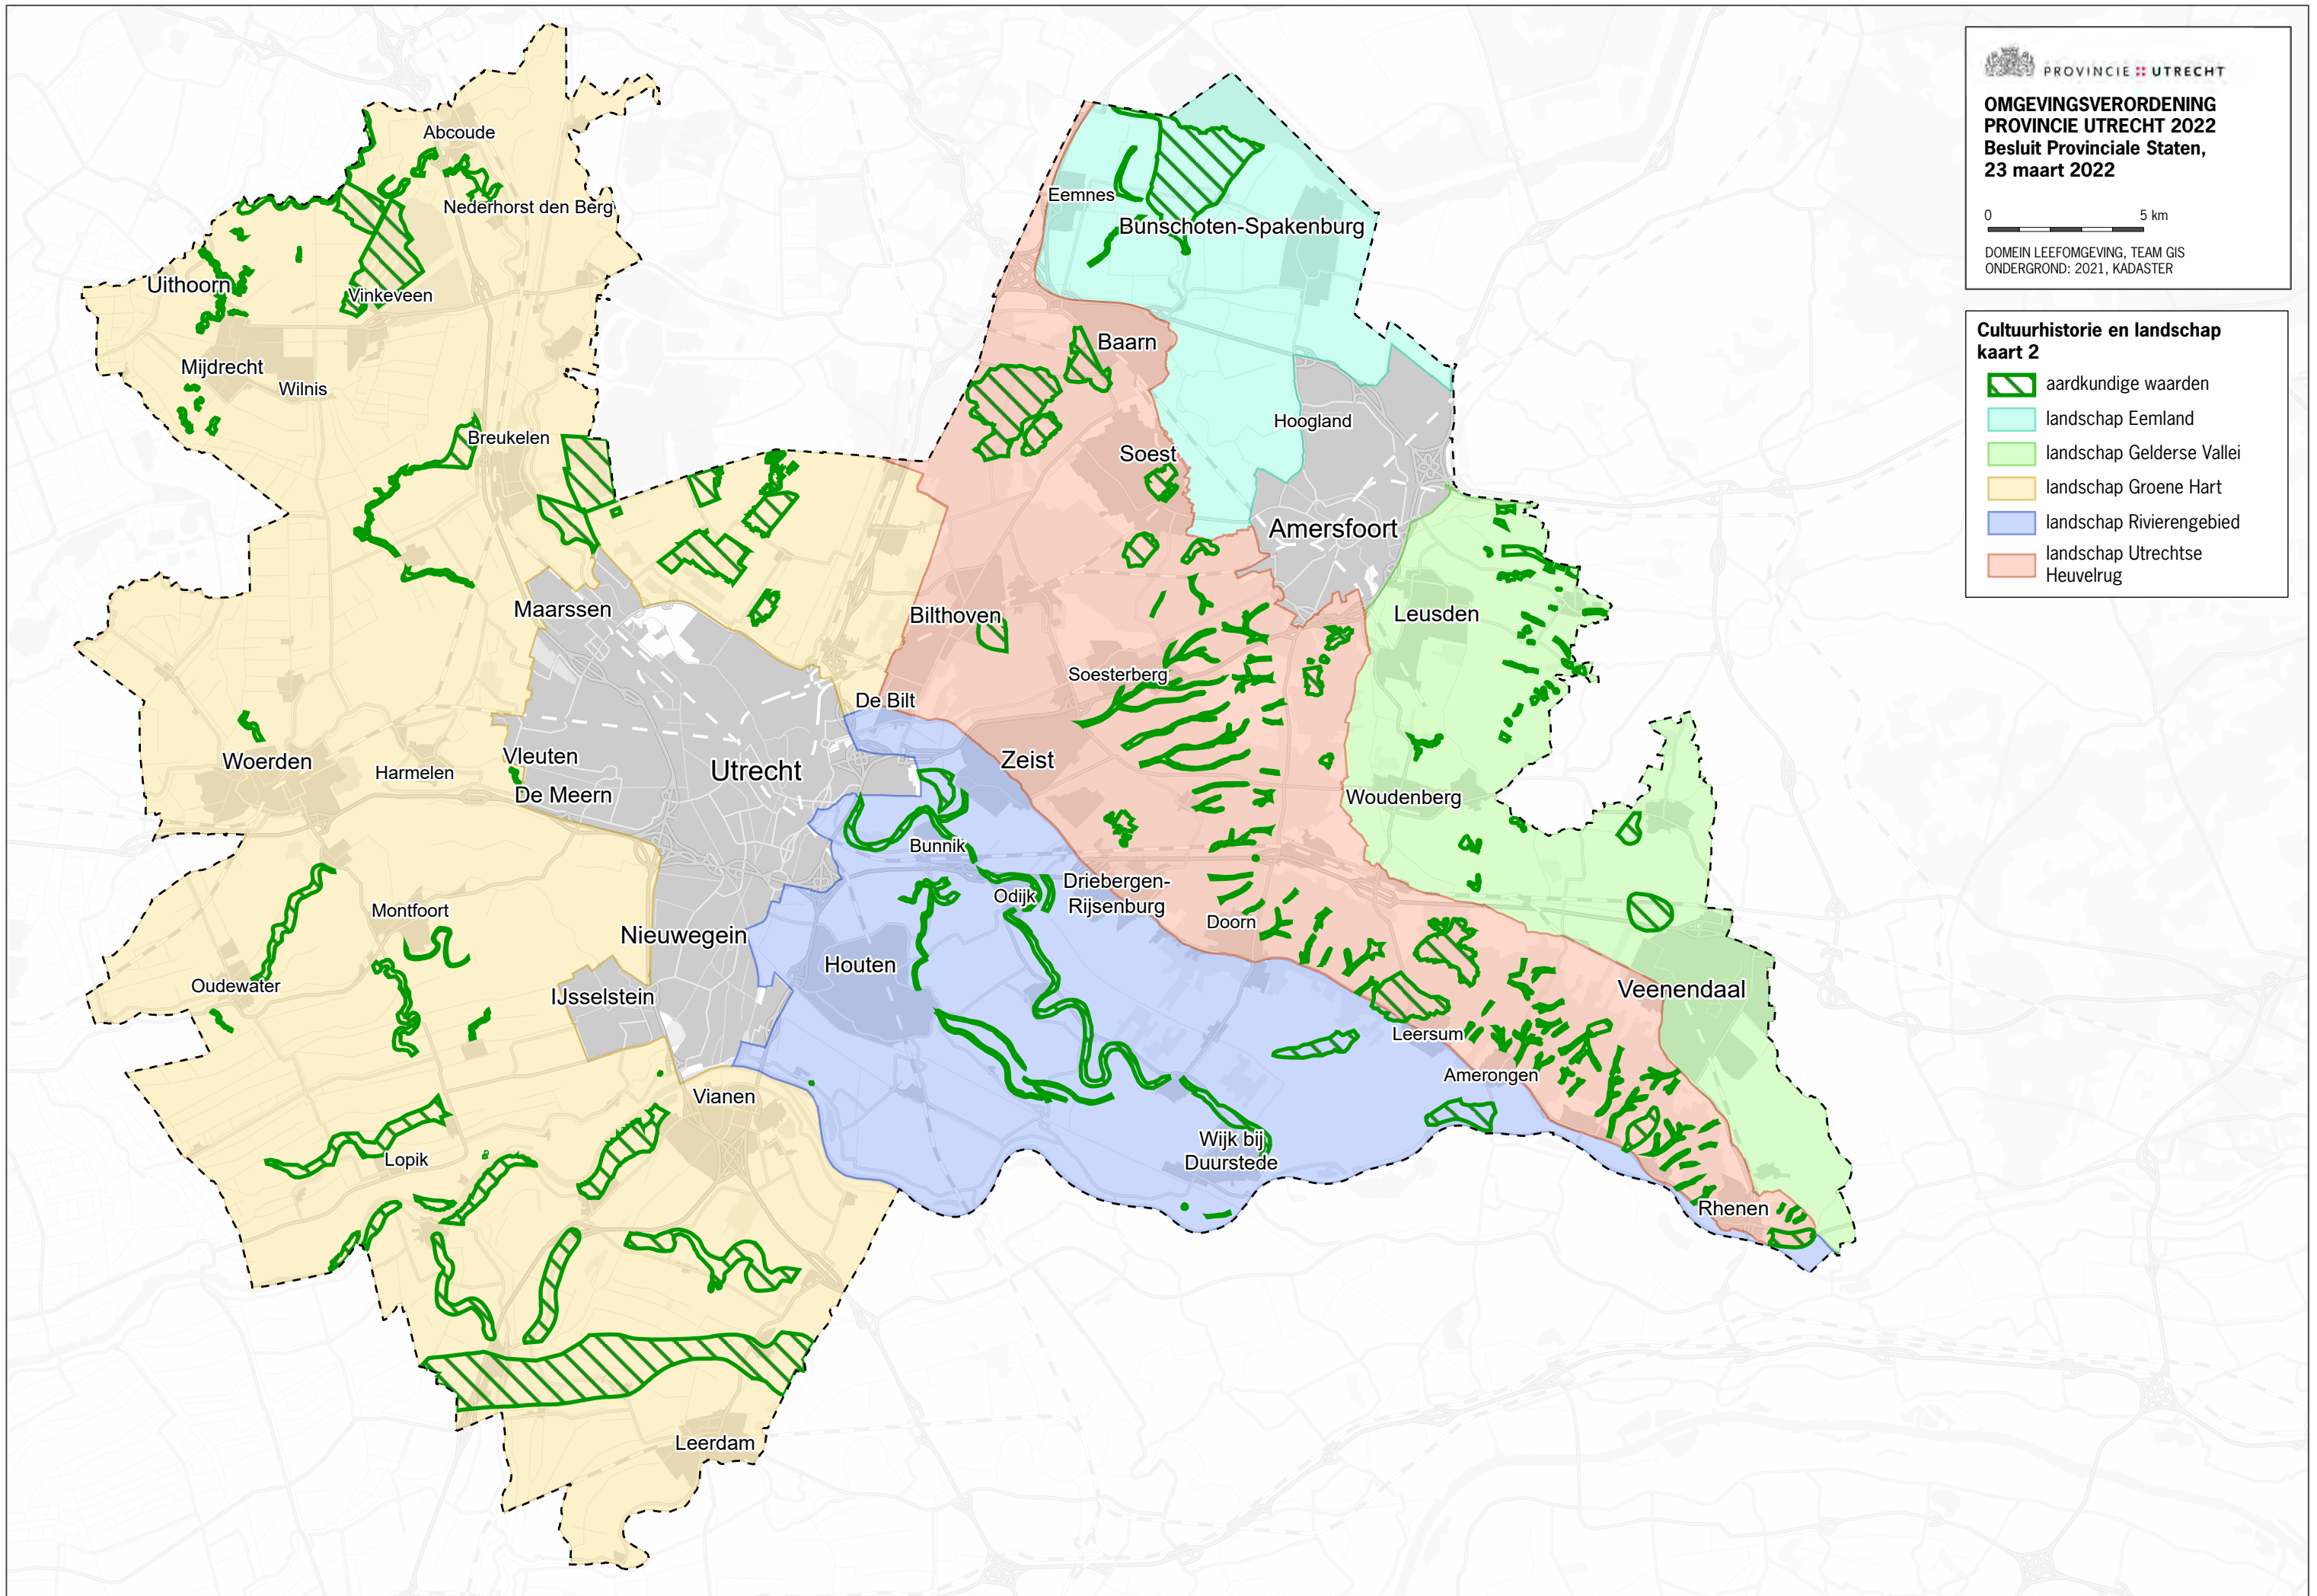 PROVINCIE UTRECHT
OMGEVINGSVERORDENING
PROVINCIE UTRECHT 2022
Besluit Provinciale Staten,
23 maart 2022
0 5 km
DOMEIN LEEFOMGEVING, TEAM GIS
ONDERGROND: 2021, KADASTER
Cultuurhistorie en landschap
kaart 2
aardkundige waarden
landschap Eemland
landschap Gelderse Vallei
landschap Groene Hart
landschap Rivierengebied
landschap Utrechtse
Heuvelrug
Abcoude
Eemnes
Nederhorst den Berg
Bunschoten-Spakenburg
Uithoorn
Vinkeveen
Baarn
Mijdrecht
Wilnis
Hoogland
Breukelen
Soest
Amersfoort
Maarssen
Bilthoven
Leusden
Soesterberg
De Bilt
Vleuten
Woerden
Zeist
Utrecht
Harmelen
De Meern
Woudenberg
Bunnik
Driebergen-
Rijsenburg
Odijk
Montfoort
Doorn
Nieuwegein
Houten
Oudewater
Veenendaal
IJsselstein
Leersum
Amerongen
Vianen
Wijk bij
Duurstede
Lopik
Rhenen
Leerdam